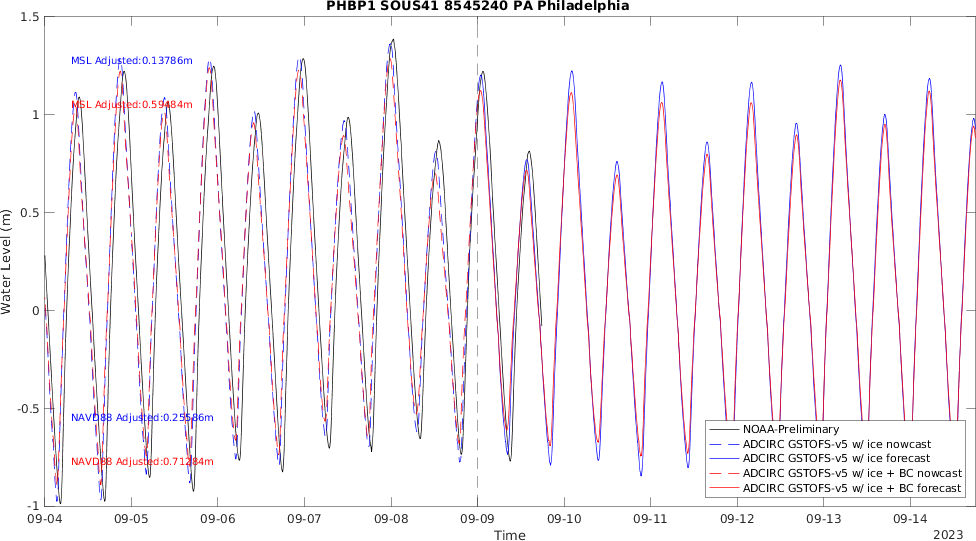 PHBP1 SOUS41 8545240 PA Philadelphia
1.5
1
0.5
0
-0.5
-1
Water Level (m)
MSL Adjusted:0.13786m
MSL Adjusted:0.59484m
NAVD88 Adjusted:0.25586m
NAVD88 Adjusted:0.71284m
NOAA-Preliminary
ADCIRC GSTOFS-v5 w/ ice nowcast
ADCIRC GSTOFS-v5 w/ ice forecast
ADCIRC GSTOFS-v5 w/ ice + BC nowcast
ADCIRC GSTOFS-v5 w/ ice + BC forecast
09-04 09-05 09-06 09-07 09-08 09-09 09-10 09-11 09-12 09-13 09-14
Time
2023